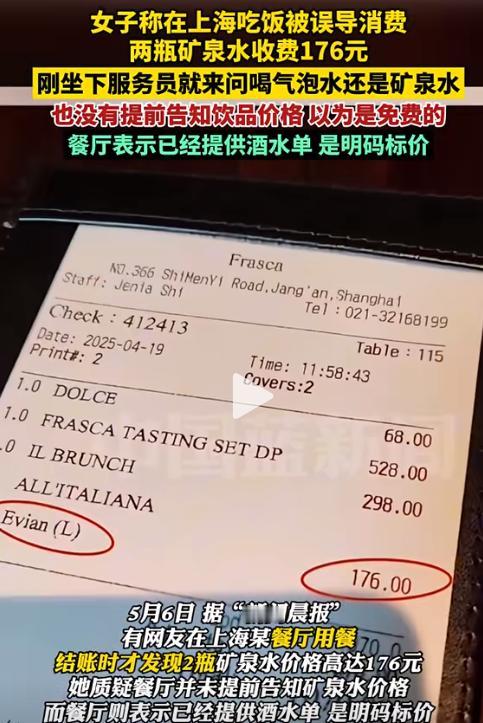 女子称在上海吃饭被误导消费
两瓶矿泉水收费176元
刚坐下服务员就来问喝气泡水还是矿泉水
也没有提前告知饮品价格 以为是免费的
餐厅表示已经提供酒水单 是明码标价
Frasca
NO.366 ShiMenYi Road,Jang'an,Shanghai
Staff: Jenia Shi
Tel：021-32168199
Check：412413
Table：115
Date: 2025-04-19
Time: 11:58:43
Print#: 2
Covers:2
1.0 DOLCE 68.00
1.0 FRASCA TASTING SET DP 528.00
.0 IL BRUNCH 298.00
ALL'ITALIANA
Evian (L) 176.00
中国蓝新闻
5月6日 据“晨报”
有网友在上海某餐厅用餐
结账时才发现2瓶矿泉水价格高达176元
她质疑餐厅并未提前告知矿泉水价格
而餐厅则表示已经提供酒水单 是明码标价